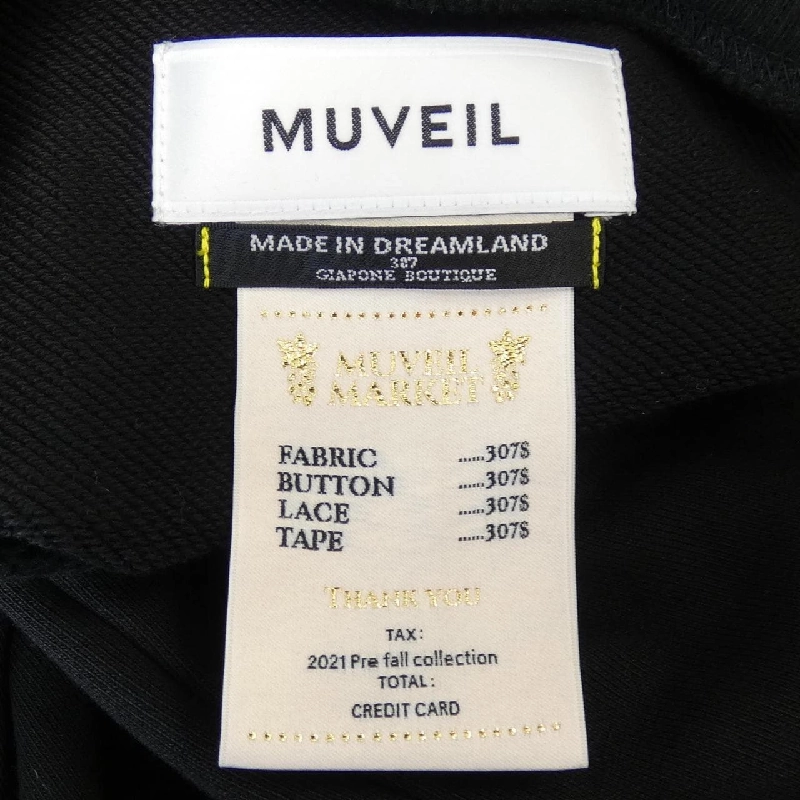 MUVEIL
MADE IN DREAMLAND
307
GIAPONE BOUTIQUE
MUVEIL
MARKET
FABRIC ......307$
BUTTON ......307$
LACE ......307$
TAPE ......307$
THANK YOU
TAX:
2021 Pre fall collection
TOTAL:
CREDIT CARD